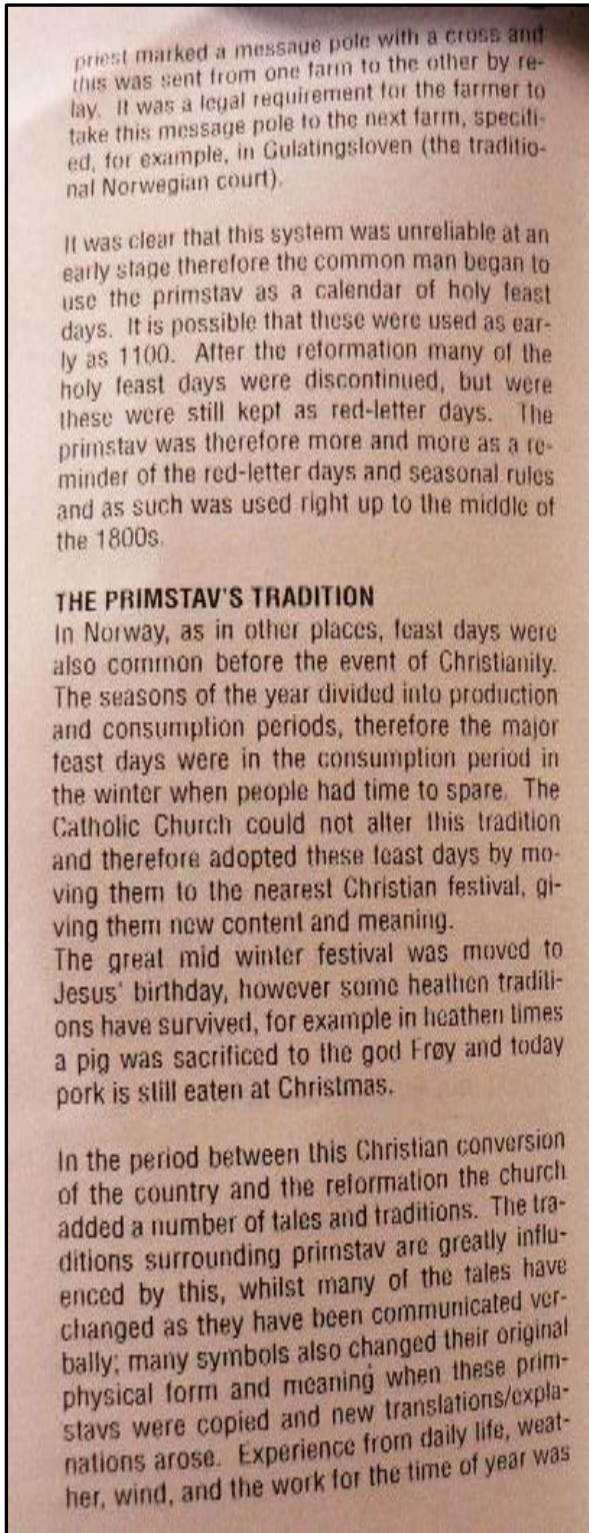 priest marked a message pole with a cross and
this was sent from one farm to the other by re-
lay. It was a legal requirement for the farmer to
take this message pole to the next farm, specifi-
ed, for example, in Gulatingsloven (the traditio-
nal Norwegian court).
It was clear that this system was unreliable at an
early stage therefore the common man began to
use the primstav as a calendar of holy feast
days. It is possible that these were used as ear-
ly as 1100. After the reformation many of the
holy feast days were discontinued, but were
these were still kept as red-letter days. The
primstav was therefore more and more as a re-
minder of the red-letter days and seasonal rules
and as such was used right up to the middle of
the 1800s.
THE PRIMSTAV'S TRADITION
In Norway, as in other places, feast days were
also common before the event of Christianity.
The seasons of the year divided into production
and consumption periods, therefore the major
feast days were in the consumption period in
the winter when people had time to spare. The
Catholic Church could not alter this tradition
and therefore adopted these feast days by mo-
ving them to the nearest Christian festival, gi-
ving them new content and meaning.
The great mid winter festival was moved to
Jesus' birthday, however some heathen traditi-
ons have survived, for example in heathen times
a pig was sacrificed to the god Frøy and today
pork is still eaten at Christmas.
In the period between this Christian conversion
of the country and the reformation the church
added a number of tales and traditions. The tra-
ditions surrounding primstav are greatly influ-
enced by this, whilst many of the tales have
changed as they have been communicated ver-
bally; many symbols also changed their original
physical form and meaning when these prim-
stavs were copied and new translations/expla-
nations arose. Experience from daily life, weat-
her, wind, and the work for the time of year was